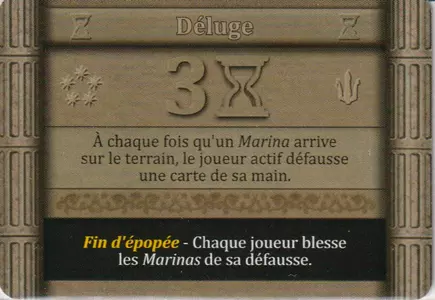 Déluge
3
À chaque fois qu'un Marina arrive
sur le terrain, le joueur actif défausse
une carte de sa main.
Fin d'épopée - Chaque joueur blesse
les Marinas de sa défausse.